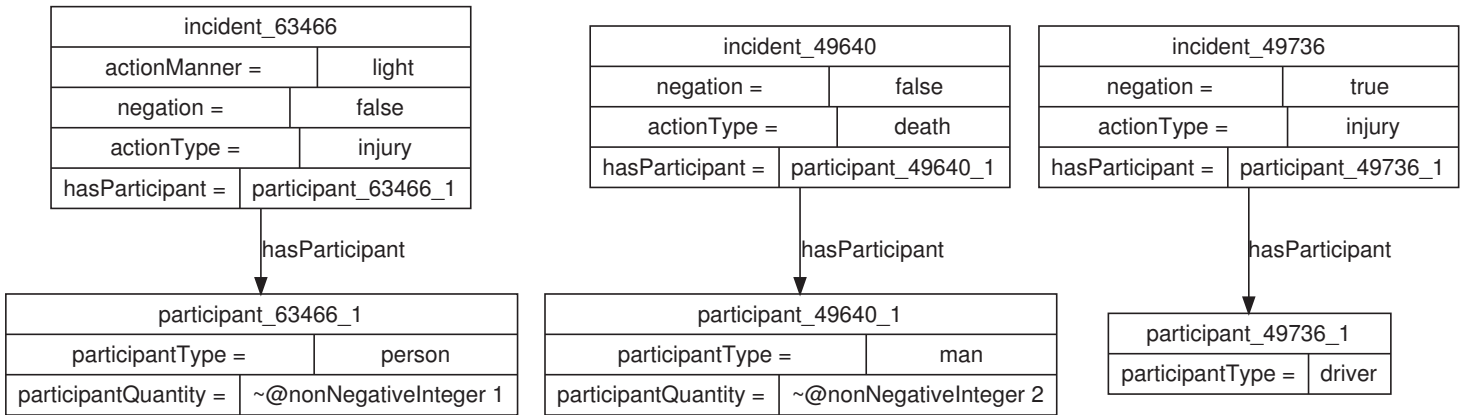 incident_63466
actionManner = light
negation = false
actionType = injury
hasParticipant = participant_63466_1
hasParticipant
participant_63466_1
participantType = person
participantQuantity = ~@nonNegativeInteger 1
incident_49640
negation = false
actionType = death
hasParticipant = participant_49640_1
hasParticipant
participant_49640_1
participantType = man
participantQuantity = ~@nonNegativeInteger 2
incident_49736
negation = true
actionType = injury
hasParticipant = participant_49736_1
hasParticipant
participant_49736_1
participantType = driver